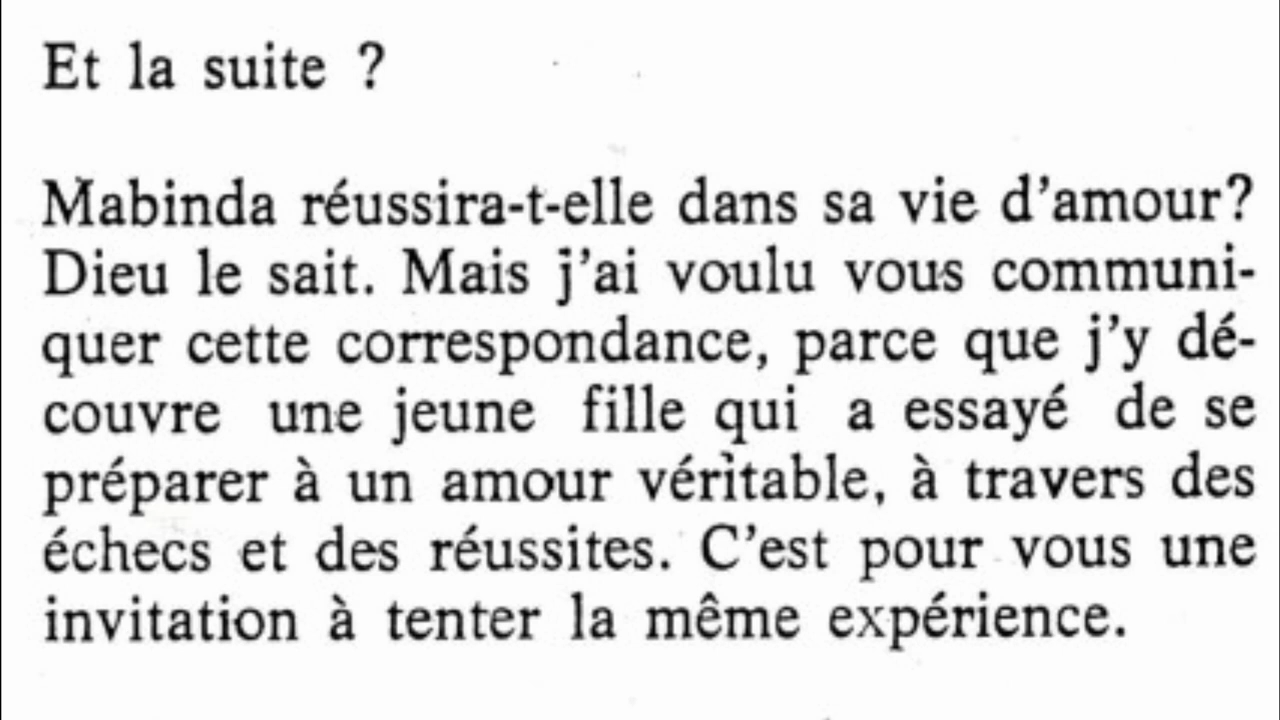 Et la suite ?
Mabinda réussira-t-elle dans sa vie d'amour?
Dieu le sait. Mais j'ai voulu vous communi-
quer cette correspondance, parce que j'y dé-
couvre une jeune fille qui a essayé de se
préparer à un amour véritable, à travers des
échecs et des réussites. C'est pour vous une
invitation à tenter la même expérience.